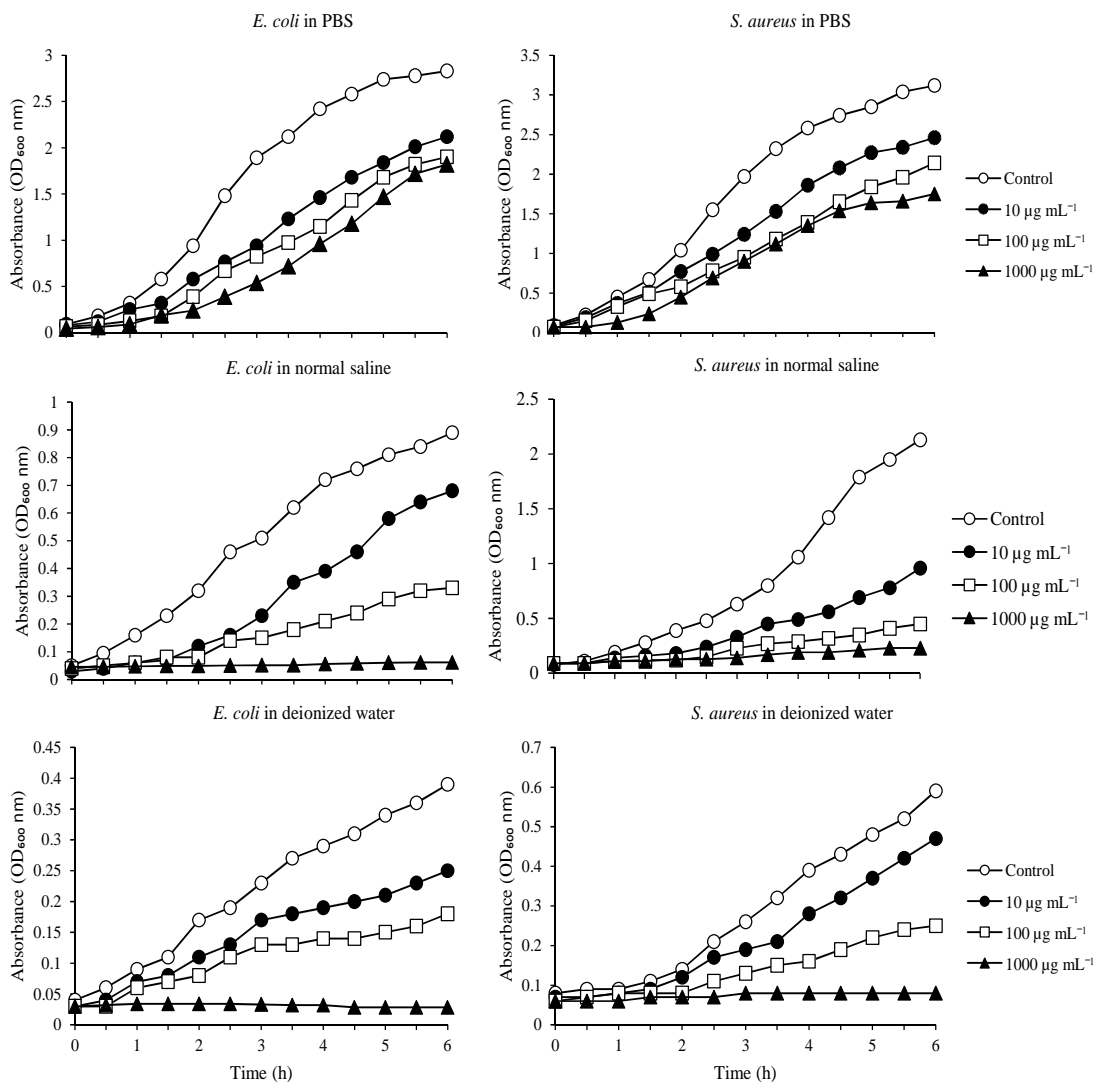 E. coli in PBS
S. aureus in PBS
Absorbance (OD₆₀₀ nm)
3
2.5
2
1.5
1
0.5
0
Absorbance (OD₆₀₀ nm)
3.5
3
2.5
2
1.5
1
0.5
0
Control
10 µg mL⁻¹
100 µg mL⁻¹
1000 µg mL⁻¹
E. coli in normal saline
S. aureus in normal saline
Absorbance (OD₆₀₀ nm)
1
0.9
0.8
0.7
0.6
0.5
0.4
0.3
0.2
0.1
0
Absorbance (OD₆₀₀ nm)
2.5
2
1.5
1
0.5
0
Control
10 µg mL⁻¹
100 µg mL⁻¹
1000 µg mL⁻¹
E. coli in deionized water
S. aureus in deionized water
Absorbance (OD₆₀₀ nm)
0.45
0.4
0.35
0.3
0.25
0.2
0.15
0.1
0.05
0
0 1 2 3 4 5 6
Time (h)
Absorbance (OD₆₀₀ nm)
0.7
0.6
0.5
0.4
0.3
0.2
0.1
0
0 1 2 3 4 5 6
Time (h)
Control
10 µg mL⁻¹
100 µg mL⁻¹
1000 µg mL⁻¹